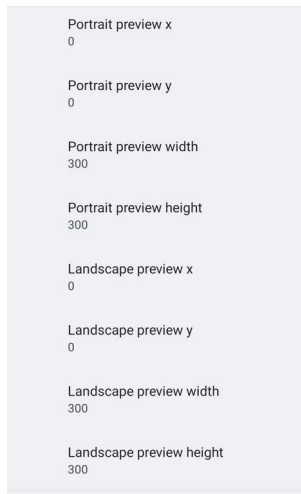 Portrait preview x
0
Portrait preview y
0
Portrait preview width
300
Portrait preview height
300
Landscape preview x
0
Landscape preview y
0
Landscape preview width
300
Landscape preview height
300